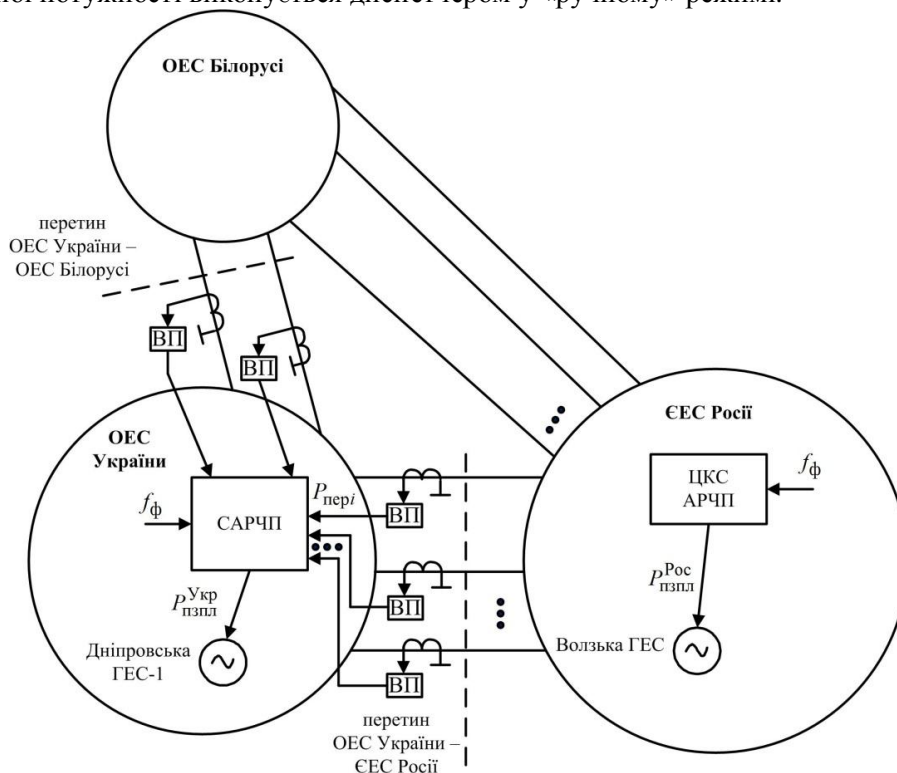 потужності виконується диспетчером у «ручному» режимі.
ОЕС Білорусі
перетин
ОЕС України –
ОЕС Білорусі
ВП
ВП
ОЕС
України
ЄЕС Росії
fф
САРЧП
Pперi
ВП
ЦКС
АРЧП
fф
PпзплУкр
ВП
PпзплРос
Дніпровська
ГЕС-1
ВП
Волзька ГЕС
перетин
ОЕС України –
ЄЕС Росії